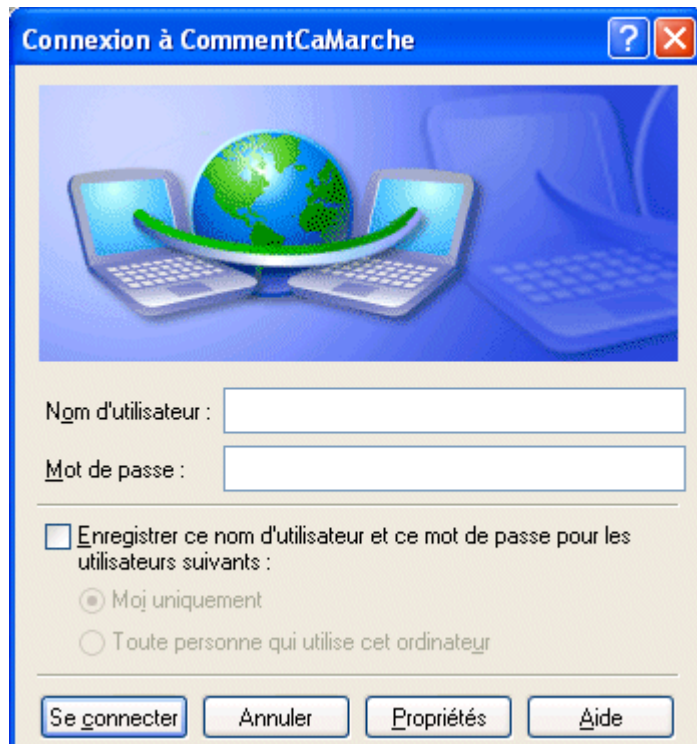 Connexion à CommentCaMarche
Nom d'utilisateur :
Mot de passe :
Enregistrer ce nom d'utilisateur et ce mot de passe pour les
utilisateurs suivants :
Moi uniquement
Toute personne qui utilise cet ordinateur
Se connecter Annuler Propriétés Aide